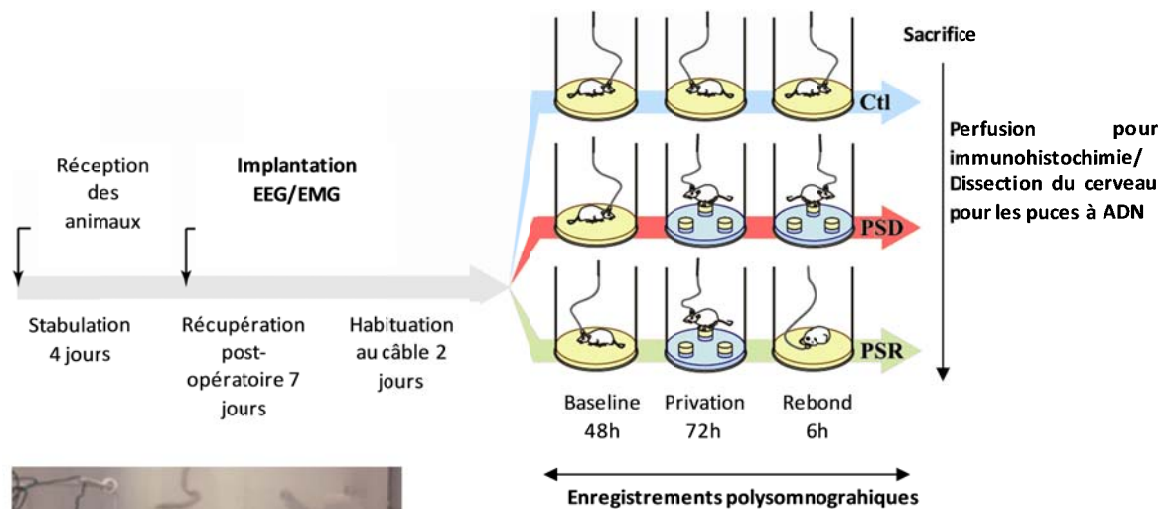 Réception
des
animaux
Implantation
EEG/EMG
Stabulation
4 jours
Récupération
post-
opératoire 7
jours
Habituation
au câble 2
jours
Ctl
PSD
PSR
Baseline
48h
Privation
72h
Rebond
6h
Enregistrements polysomnograhiques
Sacrifice
Perfusion pour
immunohistochimie/
Dissection du cerveau
pour les puces à ADN